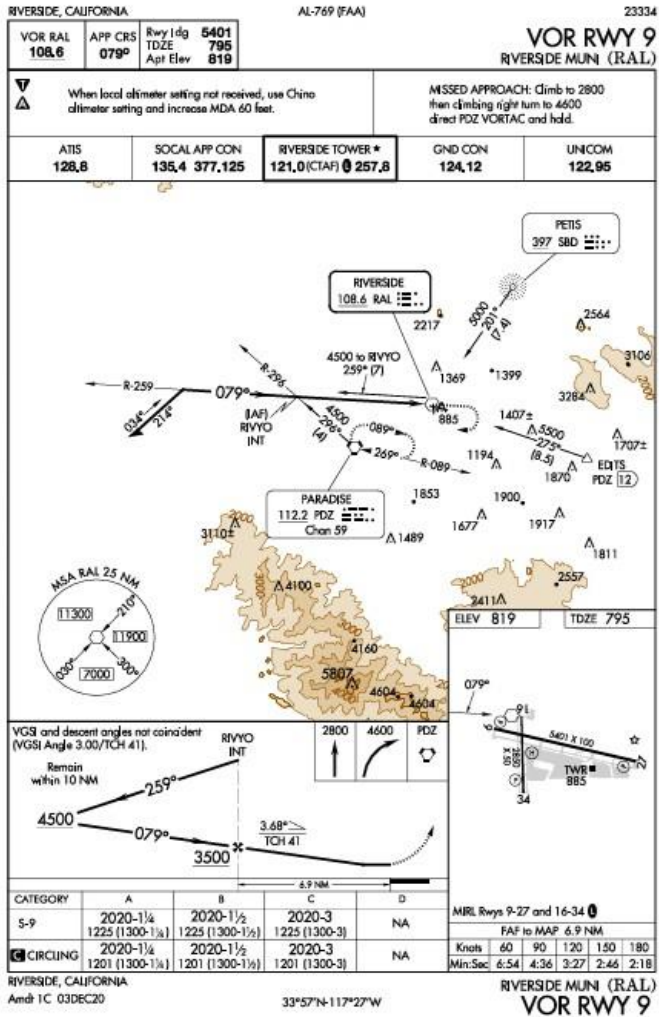 RIVERSIDE, CALIFORNIA
AL-769 (FAA)
23334
VOR RAL
108.6
APP CRS
079°
Rwy ldg 5401
TDZE 795
Apt Elev 819
VOR RWY 9
RIVERSIDE MUNI (RAL)
T
A
When local altimeter setting not received, use Chino
altimeter setting and increase MDA 60 feet.
MISSED APPROACH: Climb to 2800
then climbing right turn to 4600
direct PDZ VORTAC and hold.
ATIS
128.8
SOCAL APP CON
135.4 377.125
RIVERSIDE TOWER ★
121.0 (CTAF) L 257.8
GND CON
124.12
UNICOM
122.95
PETIS
397 SBD
RIVERSIDE
108.6 RAL
5000
201°
(7.4)
2217
2564
3106
4500 to RIVYO
259° (7)
1369
1399
3284
R-259
R-296
079°
034°
214°
(IAF)
RIVYO
INT
4500
296°
(4)
885
089°
269°
R-089
1407±
5500
275°
(8.5)
1707±
EDITS
PDZ 12
1194
1870
PARADISE
112.2 PDZ
Chan 59
1853
1900
1677
1917
1489
1811
3110±
3000
4100
2557
2411
MSA RAL 25 NM
11300
210°
11900
030°
300°
7000
4160
5807
4604
4604
ELEV 819
TDZE 795
079°
16
9
5401 X 100
2850 X 50
27
TWR
885
34
VGSI and descent angles not coincident
(VGSI Angle 3.00/TCH 41).
RIVYO
INT
2800
4600
PDZ
Remain
within 10 NM
259°
4500
079°
3500
3.68°
TCH 41
6.9 NM
CATEGORY A B C D
S-9
2020-1¼
1225 (1300-1¼)
2020-1½
1225 (1300-1½)
2020-3
1225 (1300-3)
NA
C CIRCLING
2020-1¼
1201 (1300-1¼)
2020-1½
1201 (1300-1½)
2020-3
1201 (1300-3)
NA
MIRL Rwys 9-27 and 16-34 L
FAF to MAP 6.9 NM
Knots 60 90 120 150 180
Min:Sec 6:54 4:36 3:27 2:46 2:18
RIVERSIDE, CALIFORNIA
Amdt 1C 03DEC20
33°57'N-117°27'W
RIVERSIDE MUNI (RAL)
VOR RWY 9